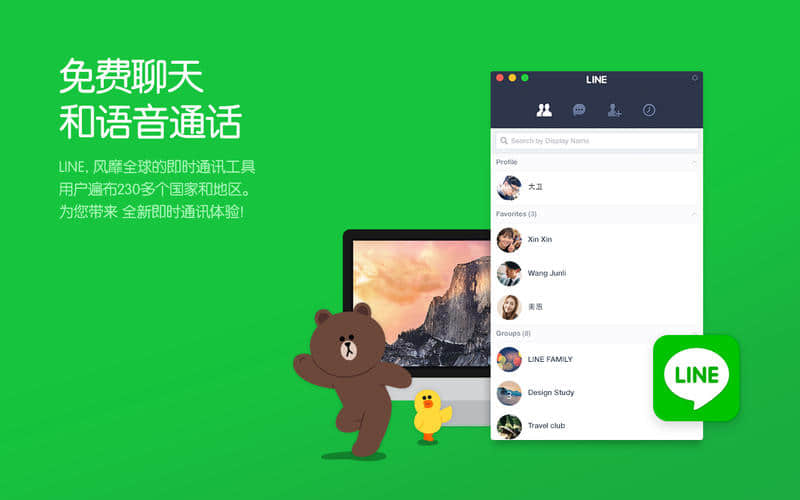 免费聊天
和语音通话
LINE, 风靡全球的即时通讯工具
用户遍布230多个国家和地区。
为您带来 全新即时通讯体验!
LINE
Search by Display Name
Profile
大卫
Favorites (3)
Xin Xin
Wang Junli
美惠
Groups (8)
LINE FAMILY
Design Study
Travel club
LINE